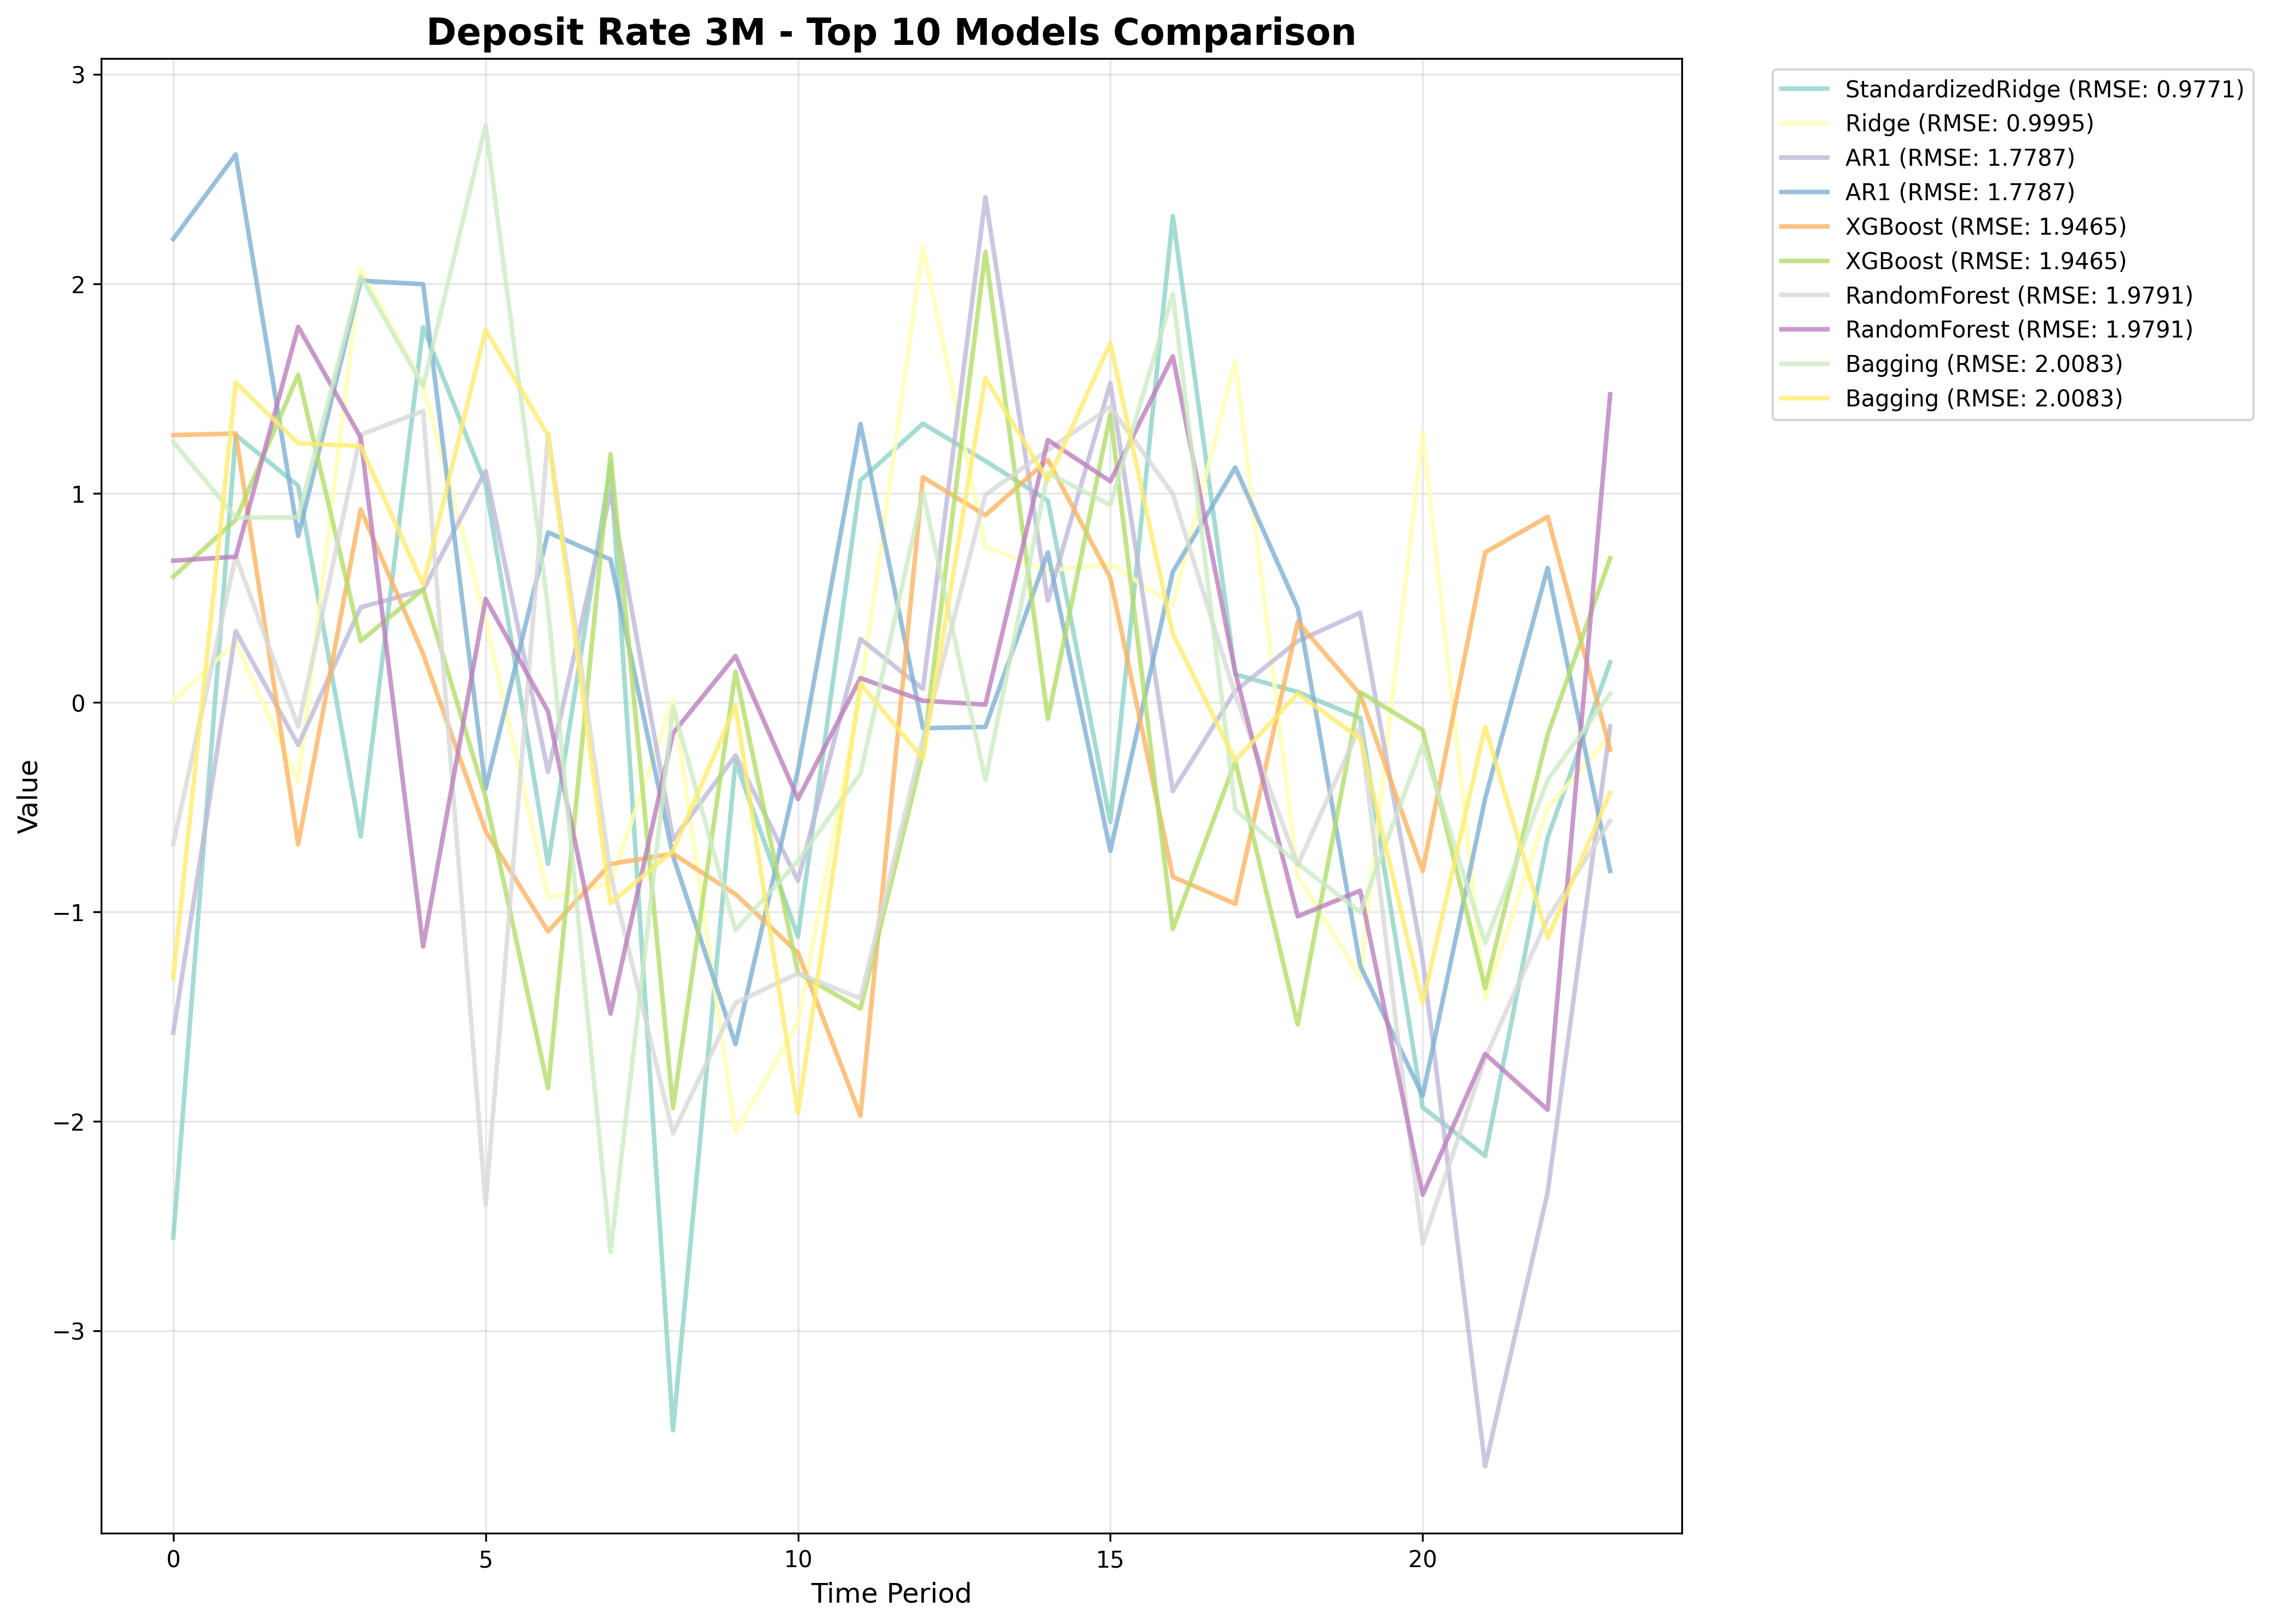 Deposit Rate 3M - Top 10 Models Comparison
StandardizedRidge (RMSE: 0.9771)
Ridge (RMSE: 0.9995)
AR1 (RMSE: 1.7787)
AR1 (RMSE: 1.7787)
XGBoost (RMSE: 1.9465)
XGBoost (RMSE: 1.9465)
RandomForest (RMSE: 1.9791)
RandomForest (RMSE: 1.9791)
Bagging (RMSE: 2.0083)
Bagging (RMSE: 2.0083)
Value
3
2
1
0
−1
−2
−3
0 5 10 15 20
Time Period